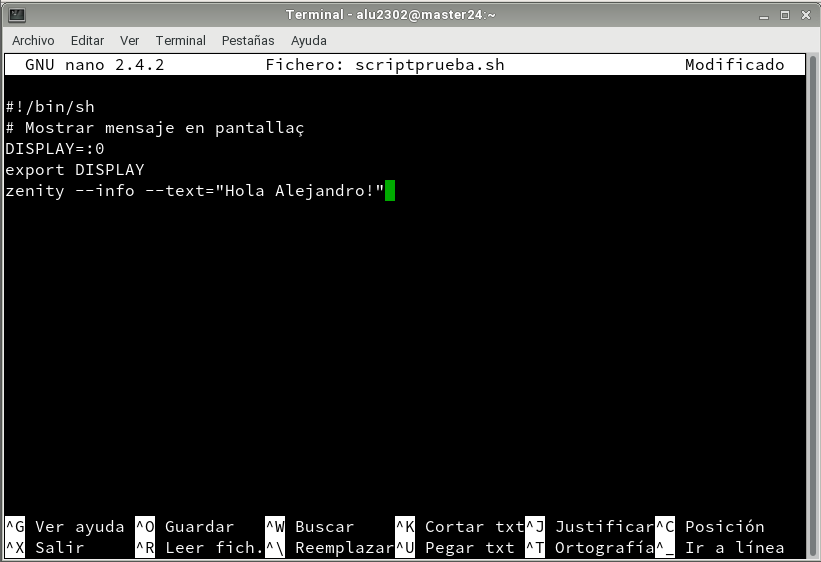 Terminal - alu2302@master24:~
Archivo Editar Ver Terminal Pestañas Ayuda
GNU nano 2.4.2 Fichero: scriptprueba.sh Modificado
#!/bin/sh
# Mostrar mensaje en pantallaç
DISPLAY=:0
export DISPLAY
zenity --info --text="Hola Alejandro!"
^G Ver ayuda ^O Guardar ^W Buscar ^K Cortar txt^J Justificar^C Posición
^X Salir ^R Leer fich.^\ Reemplazar^U Pegar txt ^T Ortografía^_ Ir a línea